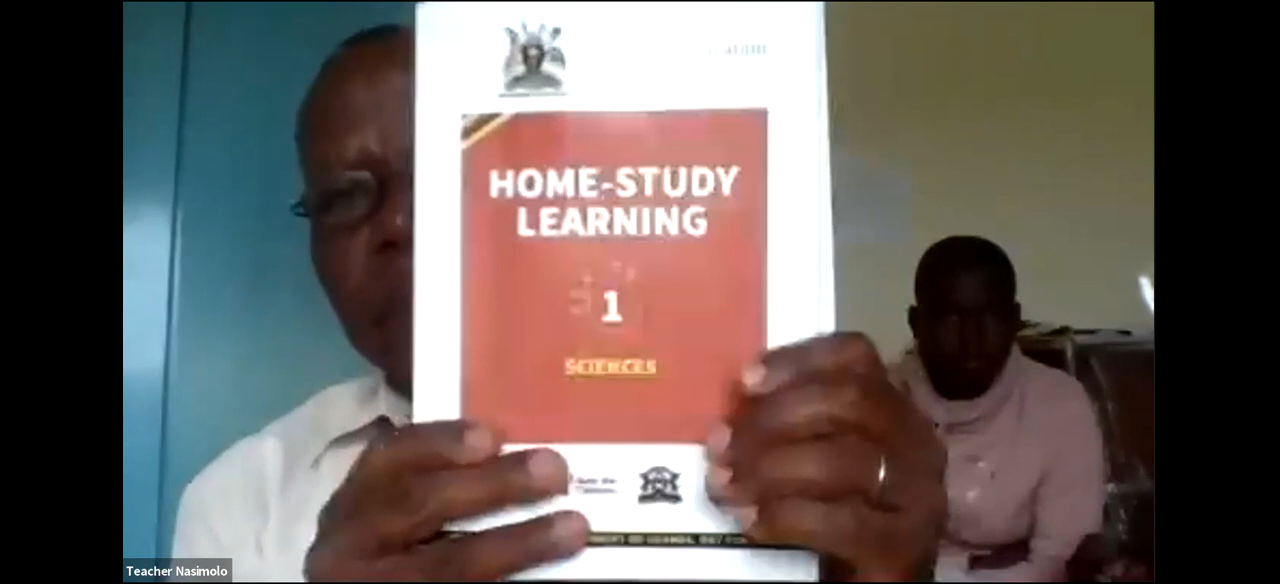 HOME-STUDY
LEARNING
1
SCIENCES
Teacher Nasimolo